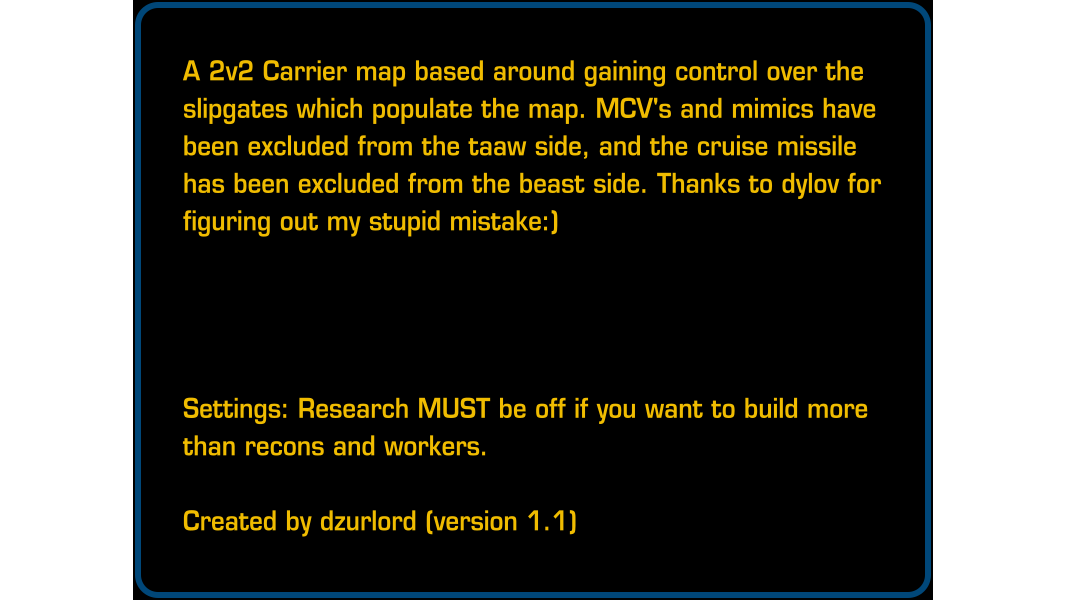 A 2v2 Carrier map based around gaining control over the
slipgates which populate the map. MCV's and mimics have
been excluded from the taaw side, and the cruise missile
has been excluded from the beast side. Thanks to dylov for
figuring out my stupid mistake:)
Settings: Research MUST be off if you want to build more
than recons and workers.
Created by dzurlord (version 1.1)